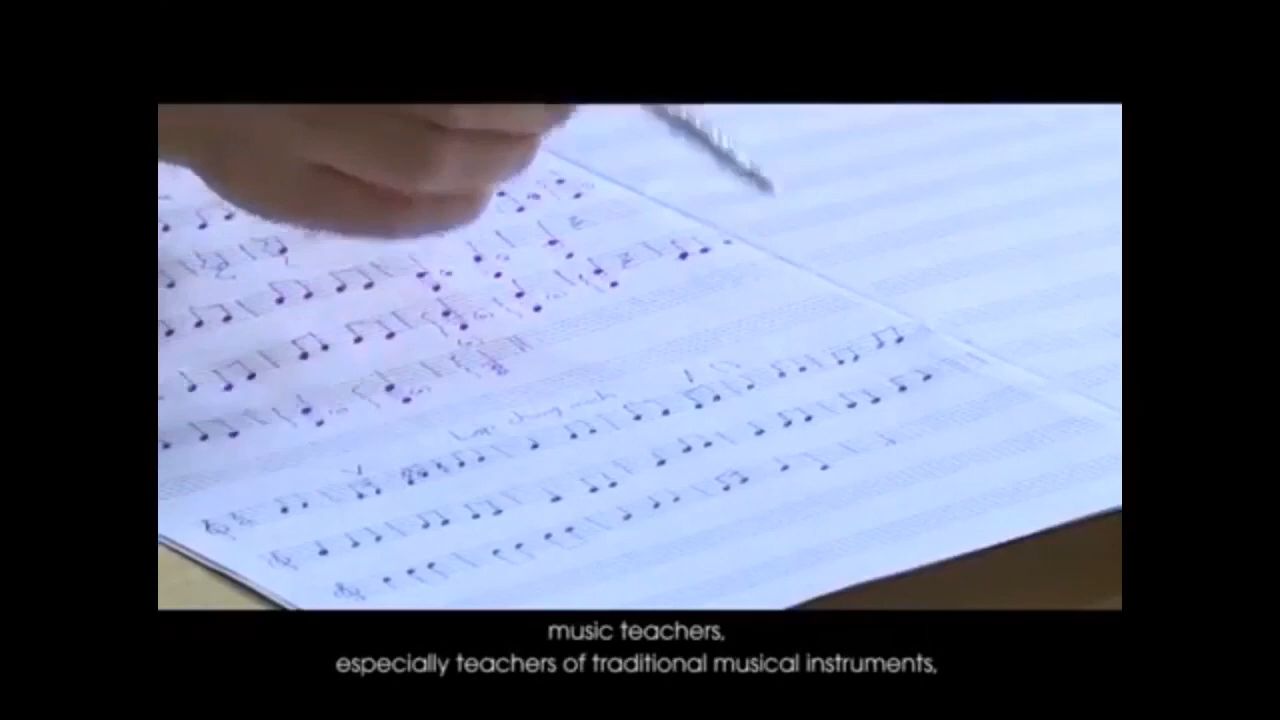 music teachers,
especially teachers of traditional musical instruments,